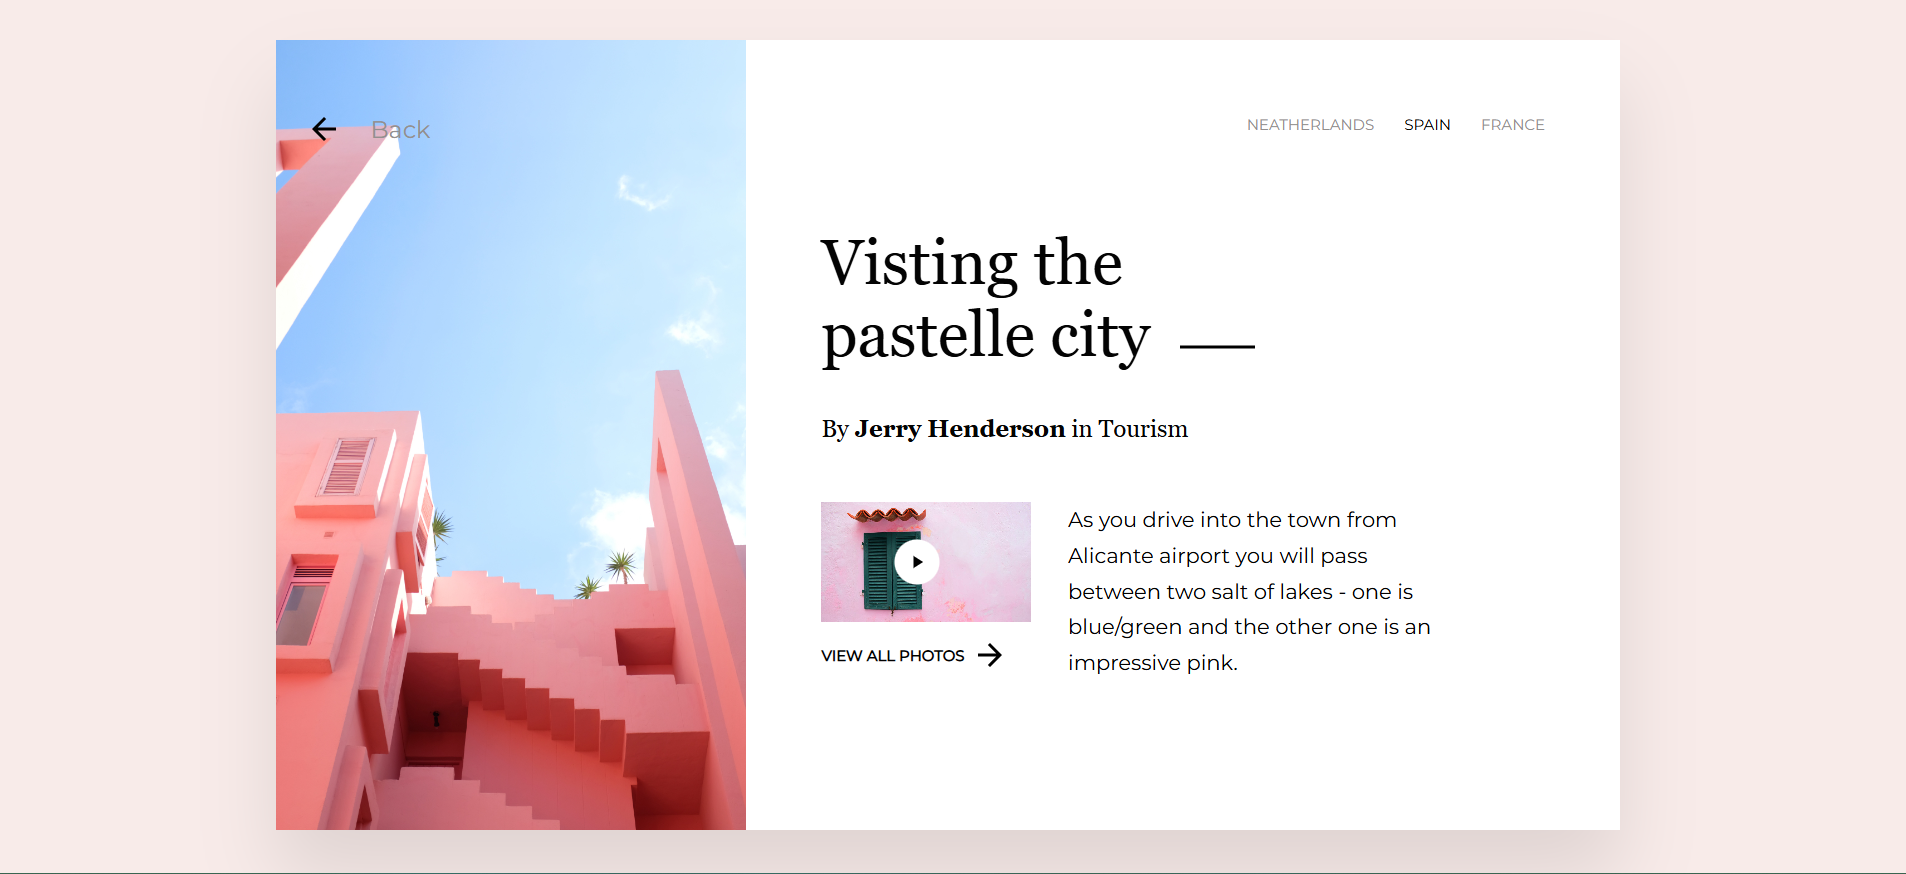 Back
NEATHERLANDS SPAIN FRANCE
Visting the
pastelle city
By Jerry Henderson in Tourism
As you drive into the town from
Alicante airport you will pass
between two salt of lakes - one is
blue/green and the other one is an
impressive pink.
VIEW ALL PHOTOS